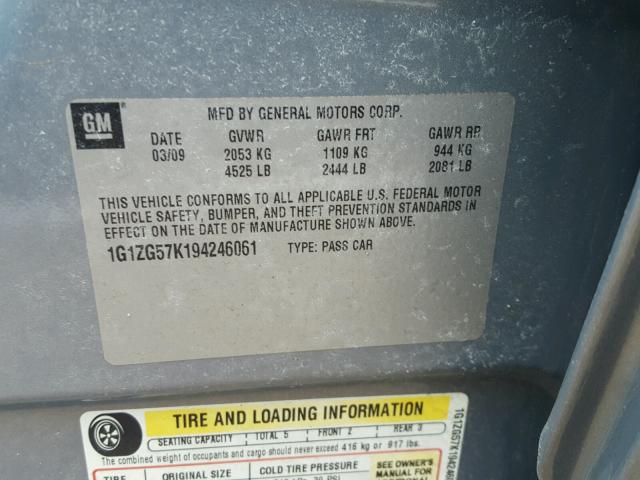 GM
MFD BY GENERAL MOTORS CORP.
DATE GVWR GAWR FRT GAWR RR
03/09 2053 KG 1109 KG 944 KG
4525 LB 2444 LB 2081 LB
THIS VEHICLE CONFORMS TO ALL APPLICABLE U.S. FEDERAL MOTOR
VEHICLE SAFETY, BUMPER, AND THEFT PREVENTION STANDARDS IN
EFFECT ON THE DATE OF MANUFACTURE SHOWN ABOVE.
1G1ZG57K194246061 TYPE: PASS CAR
TIRE AND LOADING INFORMATION
SEATING CAPACITY TOTAL 5 FRONT 2 REAR 3
The combined weight of occupants and cargo should never exceed 416 kg or 917 lbs.
TIRE ORIGINAL SIZE COLD TIRE PRESSURE
SEE OWNER'S
MANUAL FOR
1G1ZG57K194246